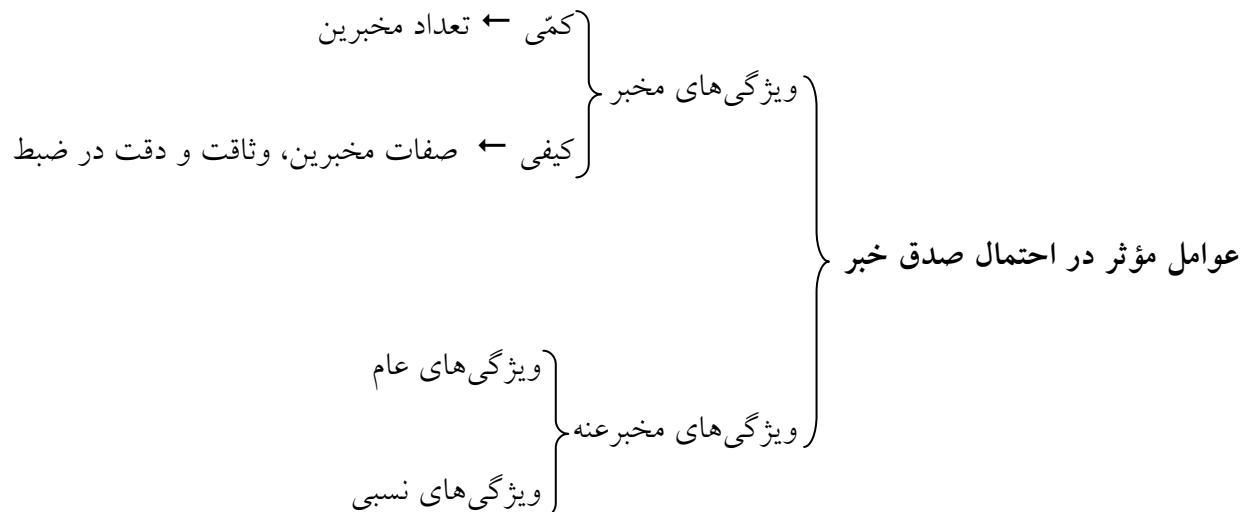 کمّی ← تعداد مخبرین
ویژگی‌های مخبر
کیفی ← صفات مخبرین، وثاقت و دقت در ضبط
عوامل مؤثر در احتمال صدق خبر
ویژگی‌های عام
ویژگی‌های مخبرعنه
ویژگی‌های نسبی